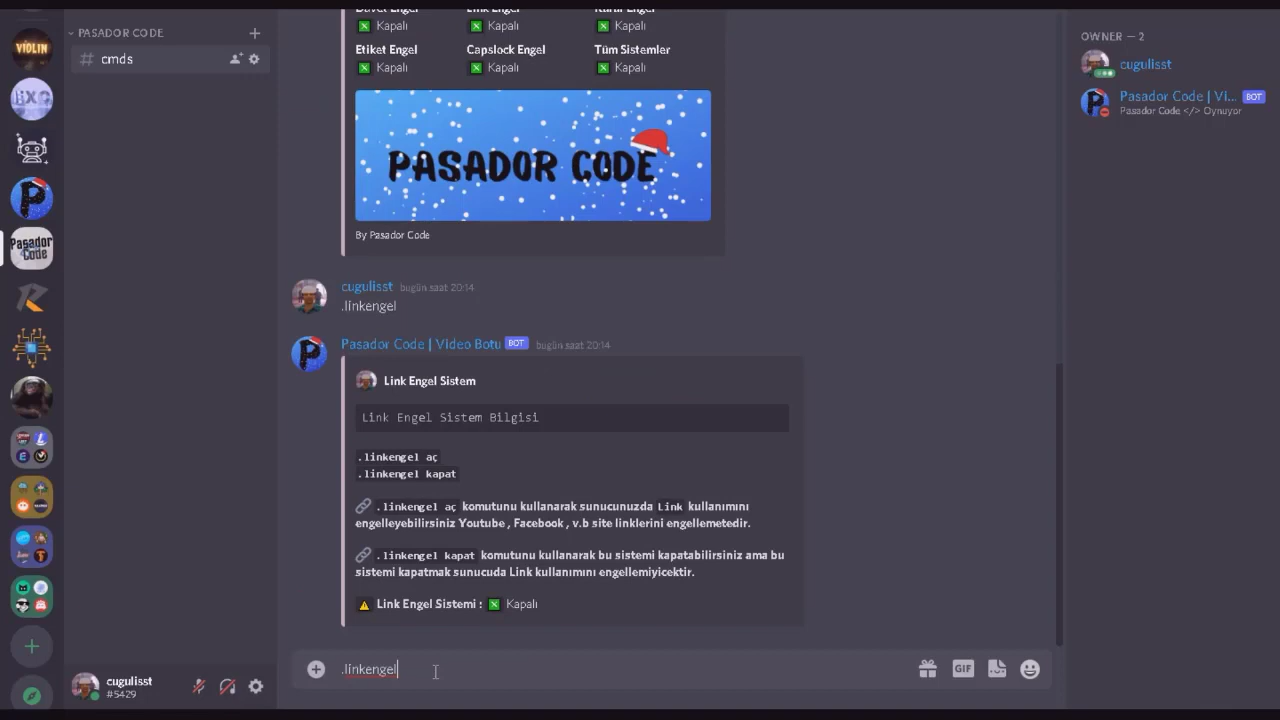 VIOLIN
PASADOR CODE
cmds
Davet Engel
Link Engel
Küfür Engel
Kapalı
Kapalı
Kapalı
Etiket Engel
Capslock Engel
Tüm Sistemler
Kapalı
Kapalı
Kapalı
PASADOR CODE
By Pasador Code
cugulisst bugün saat 20:14
.linkengel
Pasador Code | Video Botu BOT bugün saat 20:14
Link Engel Sistem
Link Engel Sistem Bilgisi
.linkengel aç
.linkengel kapat
.linkengel aç komutunu kullanarak sunucunuzda Link kullanımını
engelleyebilirsiniz Youtube , Facebook , v.b site linklerini engellemetedir.
.linkengel kapat komutunu kullanarak bu sistemi kapatabilirsiniz ama bu
sistemi kapatmak sunucuda Link kullanımını engellemiyicektir.
Link Engel Sistemi : Kapalı
.linkengel
GIF
OWNER — 2
cugulisst
Pasador Code | Vi... BOT
Pasador Code </> Oynuyor
Pasador
Code
cugulisst
#5429